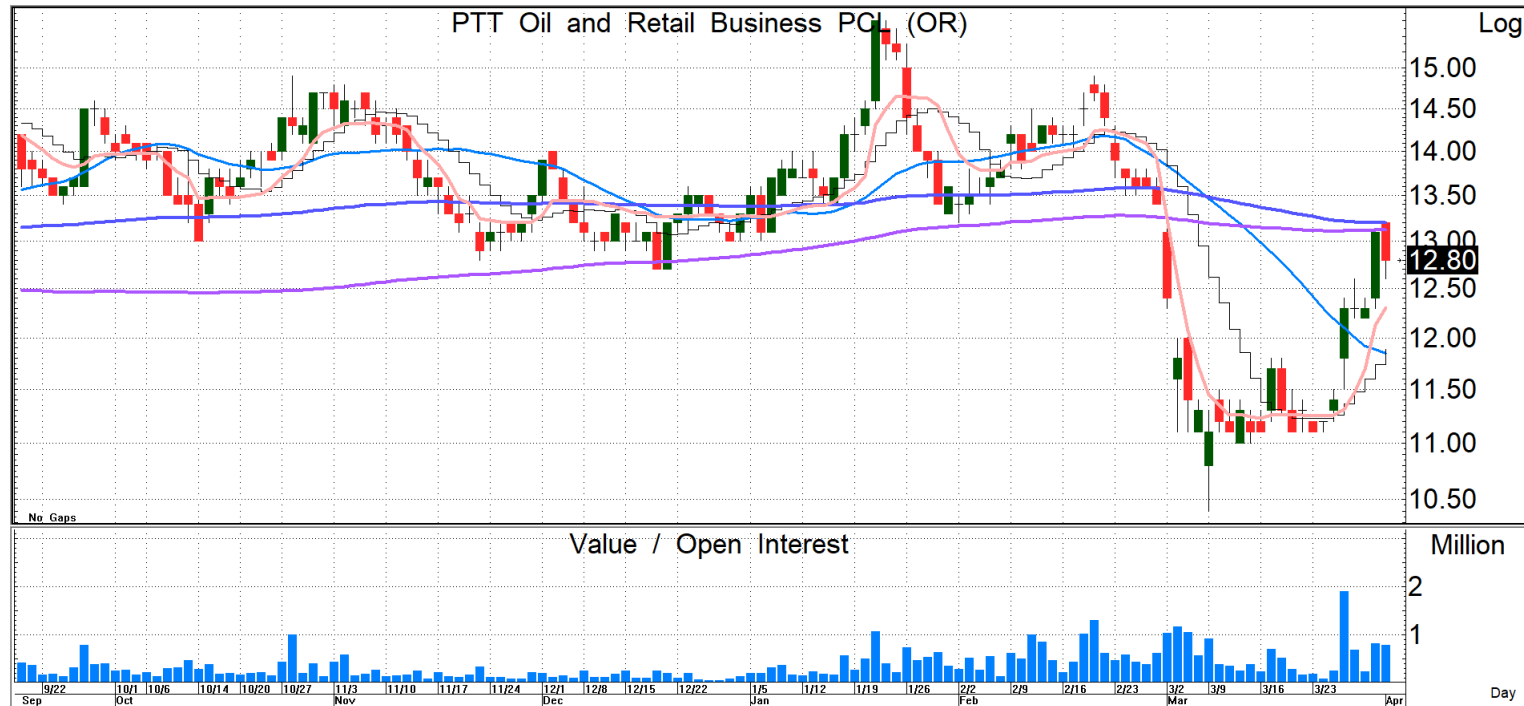 PTT Oil and Retail Business PCL (OR)
Log
15.00
14.50
14.00
13.50
13.00
12.80
12.50
12.00
11.50
11.00
10.50
No Gaps
Value / Open Interest
Million
2
1
9/22 10/1 10/6 10/14 10/20 10/27 11/3 11/10 11/17 11/24 12/1 12/8 12/15 12/22 1/5 1/12 1/19 1/26 2/2 2/9 2/16 2/23 3/2 3/9 3/16 3/23
Sep Oct Nov Dec Jan Feb Mar Apr
Day